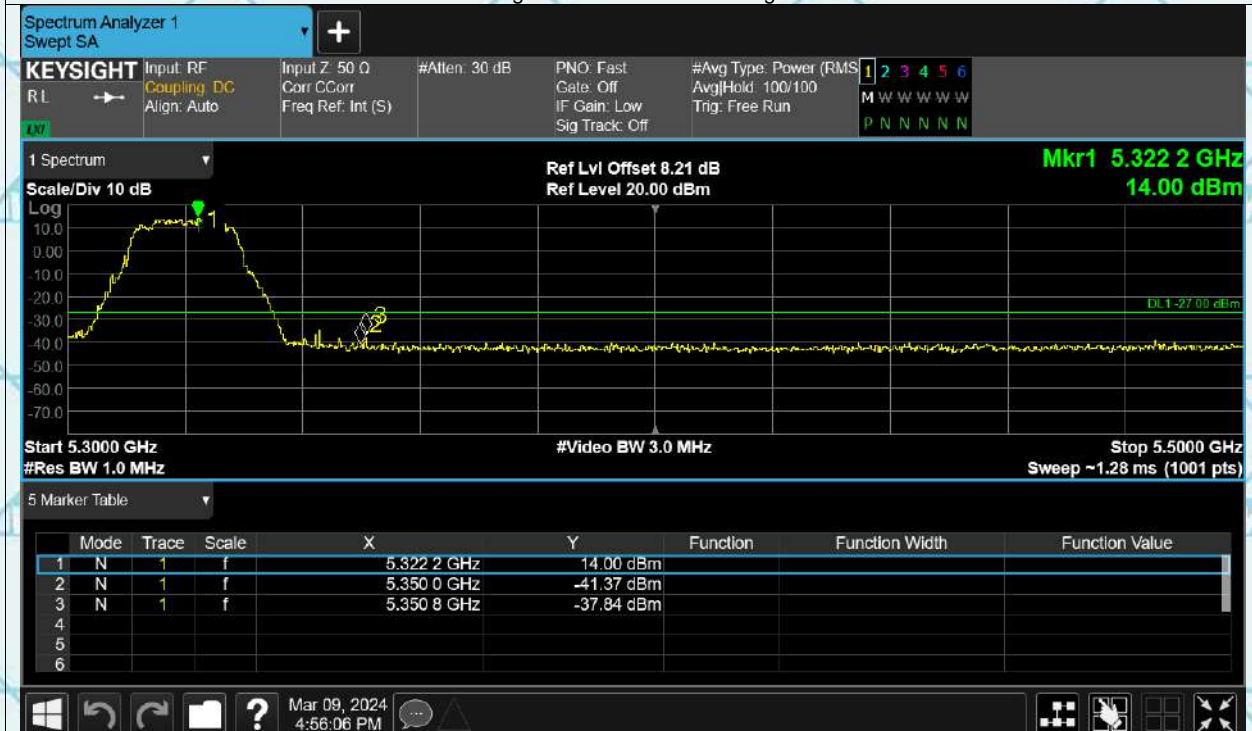 Spectrum Analyzer 1
Swept SA
+
KEYSIGHT Input: RF Input Z: 50 Ω #Atten: 30 dB PNO: Fast #Avg Type: Power (RMS 1 2 3 4 5 6
RL Coupling: DC Corr CCorr Gate: Off Avg|Hold: 100/100 M W W W W W
Align: Auto Freq Ref: Int (S) IF Gain: Low Trig: Free Run
LXI Sig Track: Off P N N N N N
1 Spectrum Ref Lvl Offset 8.21 dB Mkr1 5.322 2 GHz
Scale/Div 10 dB Ref Level 20.00 dBm 14.00 dBm
Log
1
10.0
0.00
-10.0
-20.0
DL1 -27.00 dBm
-30.0
2 3
-40.0
-50.0
-60.0
-70.0
Start 5.3000 GHz #Video BW 3.0 MHz Stop 5.5000 GHz
#Res BW 1.0 MHz Sweep ~1.28 ms (1001 pts)
5 Marker Table
Mode Trace Scale X Y Function Function Width Function Value
1 N 1 f 5.322 2 GHz 14.00 dBm
2 N 1 f 5.350 0 GHz -41.37 dBm
3 N 1 f 5.350 8 GHz -37.84 dBm
4
5
6
? Mar 09, 2024
4:56:06 PM